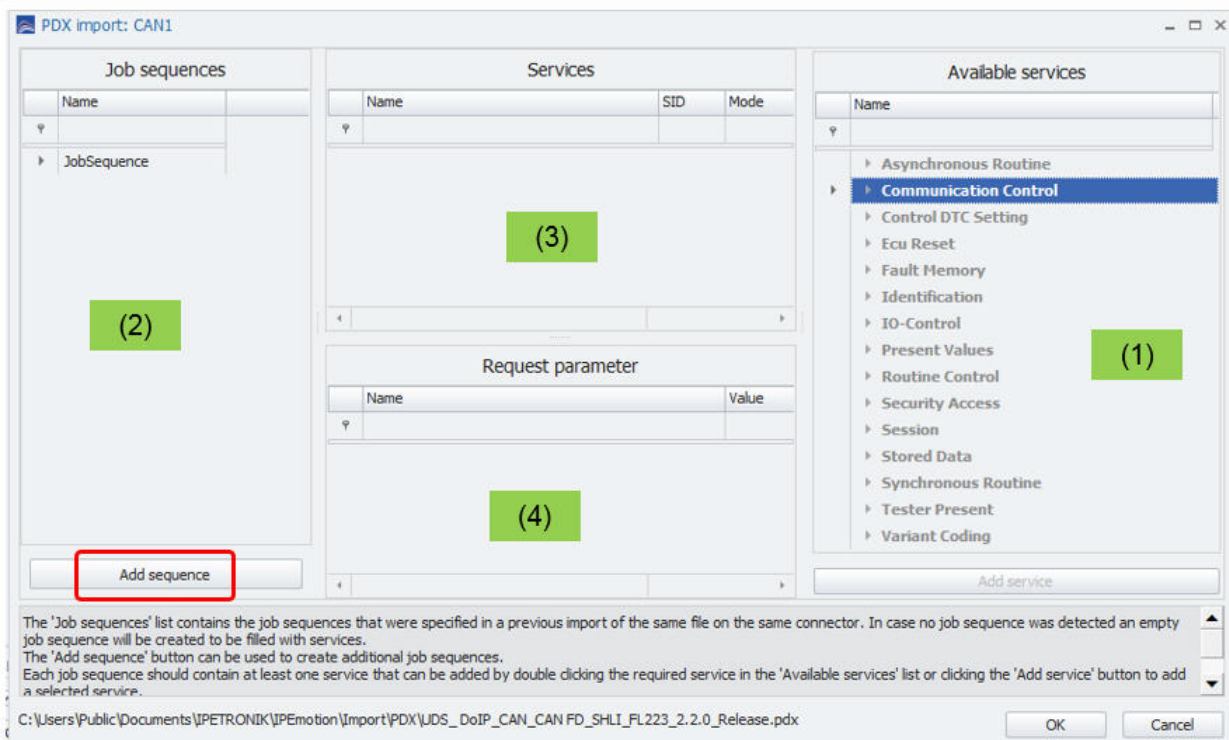 PDX import: CAN1
Job sequences
Name
JobSequence
(2)
Add sequence
Services
Name SID Mode
(3)
Request parameter
Name Value
(4)
Available services
Name
Asynchronous Routine
Communication Control
Control DTC Setting
Ecu Reset
Fault Memory
Identification
IO-Control
Present Values
Routine Control
Security Access
Session
Stored Data
Synchronous Routine
Tester Present
Variant Coding
(1)
Add service
The 'Job sequences' list contains the job sequences that were specified in a previous import of the same file on the same connector. In case no job sequence was detected an empty
job sequence will be created to be filled with services.
The 'Add sequence' button can be used to create additional job sequences.
Each job sequence should contain at least one service that can be added by double clicking the required service in the 'Available services' list or clicking the 'Add service' button to add
a selected service.
C:\Users\Public\Documents\IPETRONIK\IPEmotion\Import\PDX\UDS_DoIP_CAN_CAN FD_SHLI_FL223_2.2.0_Release.pdx
OK Cancel